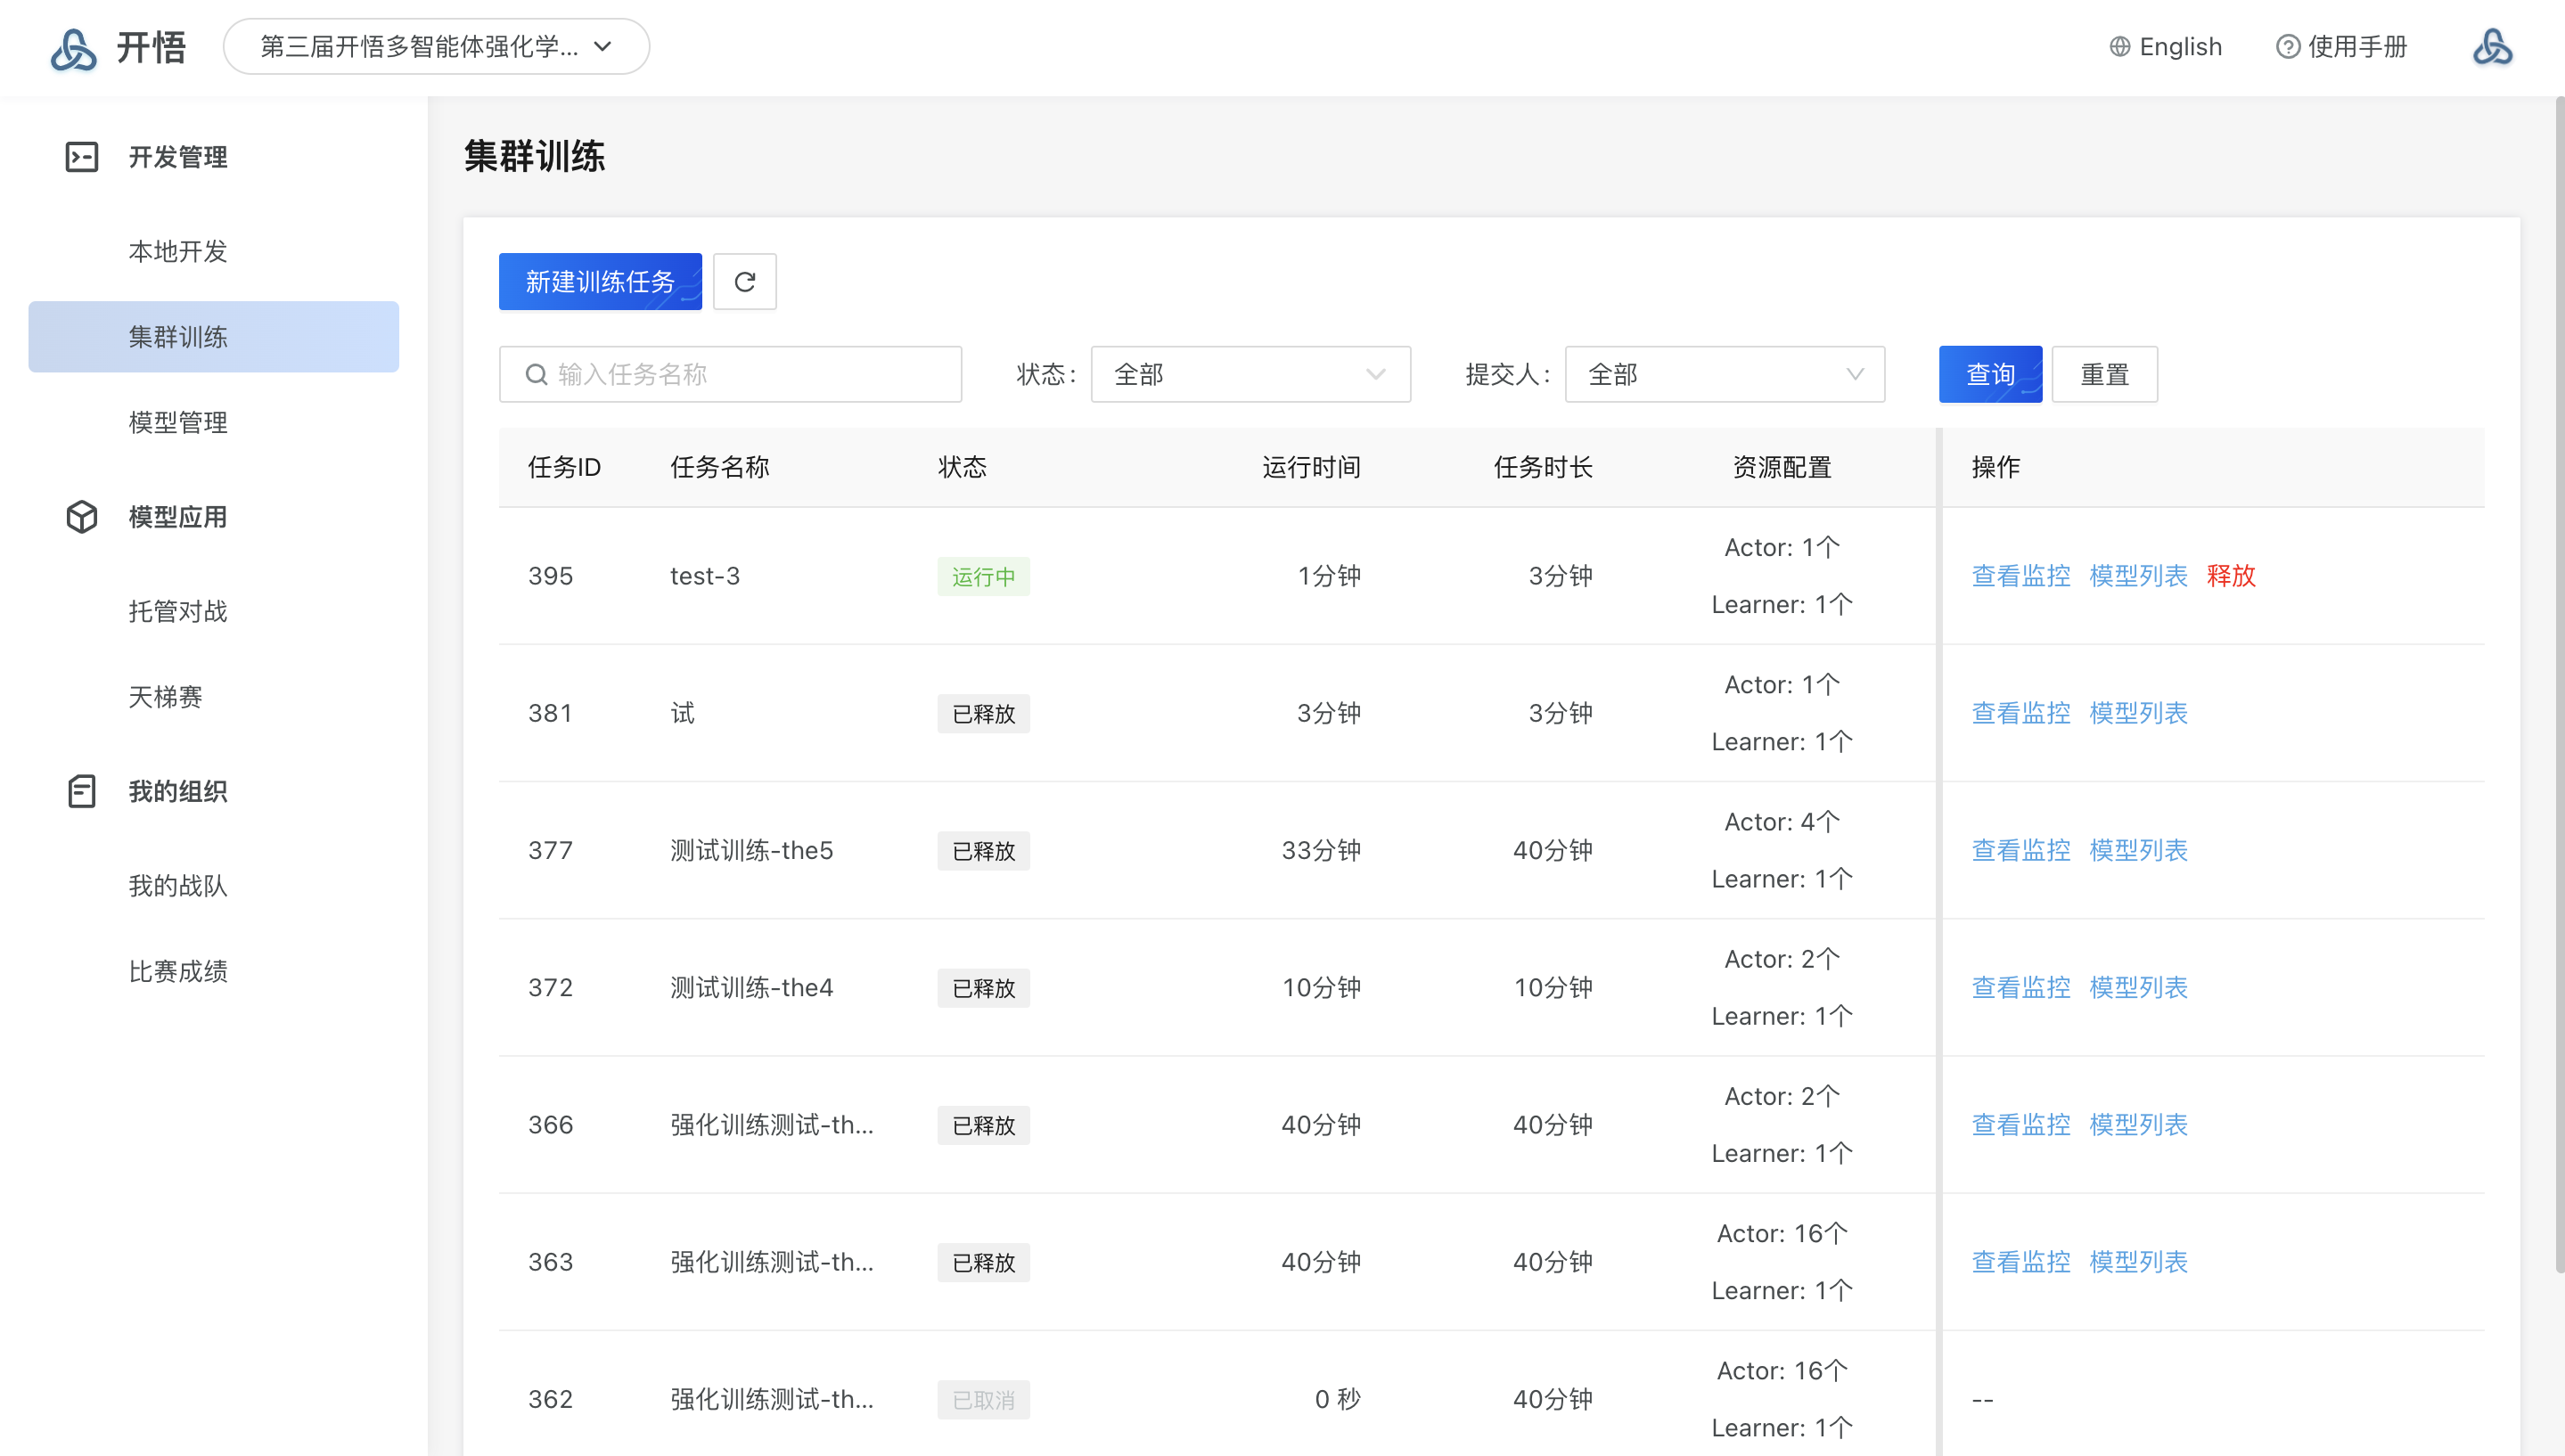 开悟 第三届开悟多智能体强化学... English 使用手册
开发管理
本地开发
集群训练
模型管理
模型应用
托管对战
天梯赛
我的组织
我的战队
比赛成绩
集群训练
新建训练任务
输入任务名称 状态: 全部 提交人: 全部 查询 重置
任务ID 任务名称 状态 运行时间 任务时长 资源配置 操作
395 test-3 运行中 1分钟 3分钟 Actor: 1个 Learner: 1个 查看监控 模型列表 释放
381 试 已释放 3分钟 3分钟 Actor: 1个 Learner: 1个 查看监控 模型列表
377 测试训练-the5 已释放 33分钟 40分钟 Actor: 4个 Learner: 1个 查看监控 模型列表
372 测试训练-the4 已释放 10分钟 10分钟 Actor: 2个 Learner: 1个 查看监控 模型列表
366 强化训练测试-th... 已释放 40分钟 40分钟 Actor: 2个 Learner: 1个 查看监控 模型列表
363 强化训练测试-th... 已释放 40分钟 40分钟 Actor: 16个 Learner: 1个 查看监控 模型列表
362 强化训练测试-th... 已取消 0 秒 40分钟 Actor: 16个 Learner: 1个 --